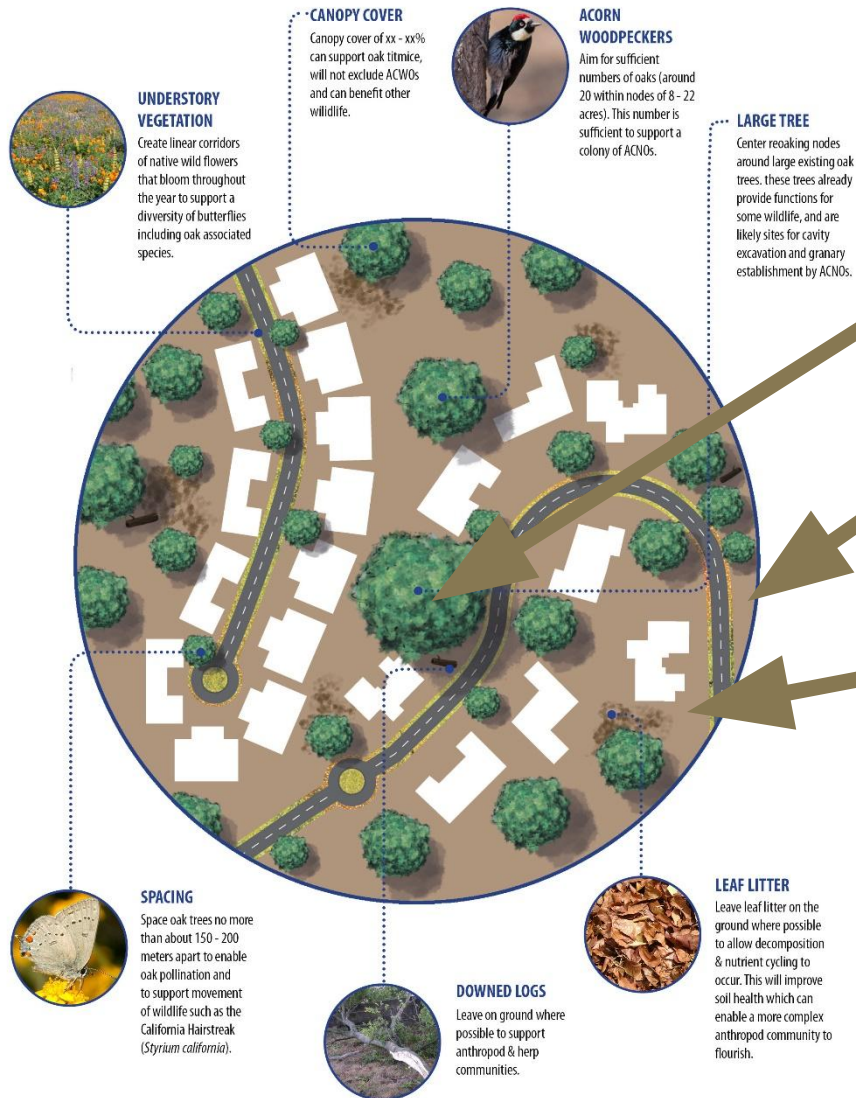 CANOPY COVER
Canopy cover of xx - xx%
can support oak titmice,
will not exclude ACWOs
and can benefit other
wilidlife.
ACORN
WOODPECKERS
Aim for sufficient
numbers of oaks (around
20 within nodes of 8 - 22
acres). This number is
sufficient to support a
colony of ACNOs.
UNDERSTORY
VEGETATION
Create linear corridors
of native wild flowers
that bloom throughout
the year to support a
divversity of butterflies
including oak associated
species.
LARGE TREE
Center reoaking nodes
around large existing oak
trees. these trees already
provide functions for
some wildlife, and are
likely sites for cavity
excavation and granary
establishment by ACNOs.
SPACING
Space oak trees no more
than about 150 - 200
meters apart to enable
oak pollination and
to support movement
of wildlife such as the
California Hairstreak
(Styrium california).
DOWNED LOGS
Leave on ground where
possible to support
anthropod & herp
communities.
LEAF LITTER
Leave leaf litter on the
ground where possible
to allow decomposition
& nutrient cycling to
occur. This will improve
soil health which can
enable a more complex
anthropod community to
flourish.